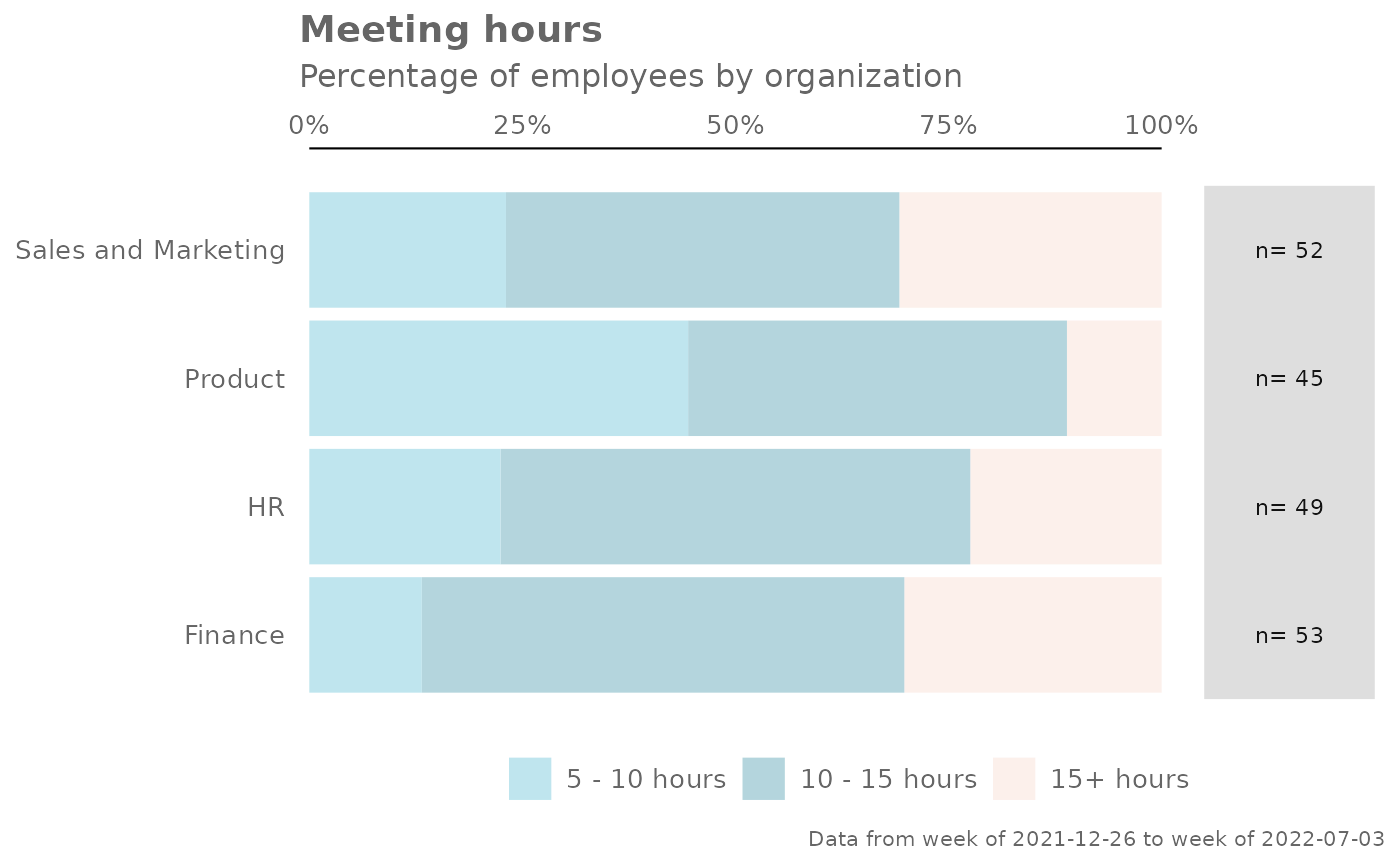 Meeting hours
Percentage of employees by organization
0% 25% 50% 75% 100%
Sales and Marketing n= 52
Product n= 45
HR n= 49
Finance n= 53
5 - 10 hours 10 - 15 hours 15+ hours
Data from week of 2021-12-26 to week of 2022-07-03